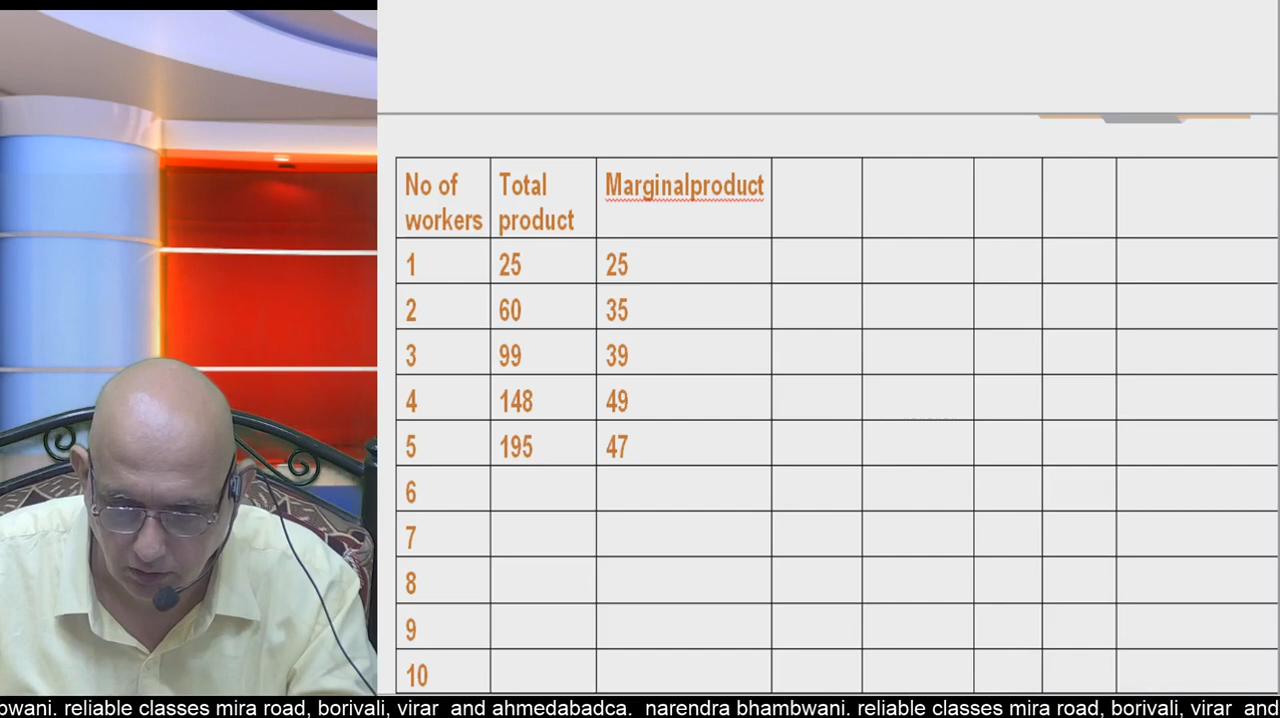 No of workers Total product Marginalproduct
1 25 25
2 60 35
3 99 39
4 148 49
5 195 47
6
7
8
9
10
bwani. reliable classes mira road, borivali, virar and ahmedabadca. narendra bhambwani. reliable classes mira road, borivali, virar and